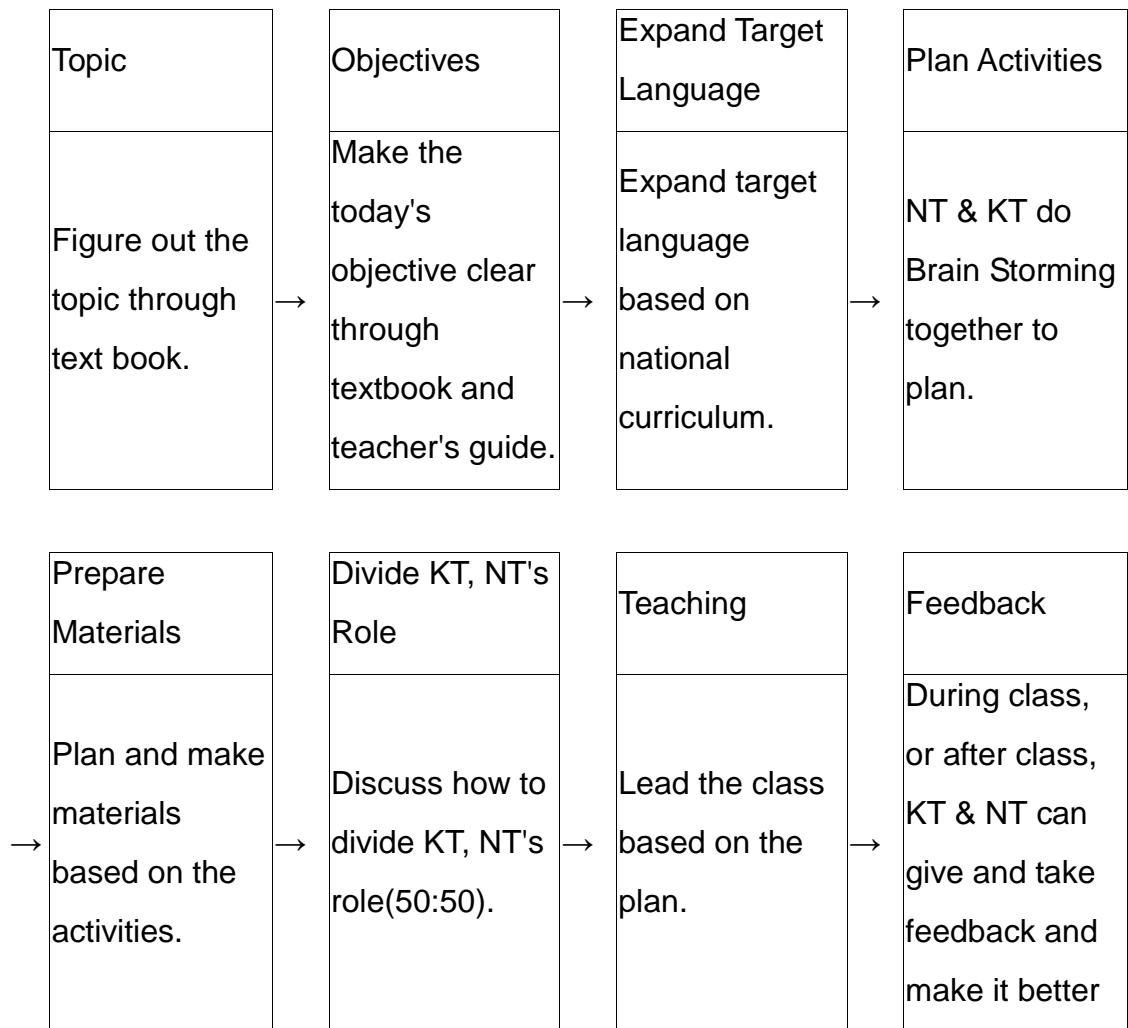 Topic
Figure out the
topic through
text book.
→
Objectives
Make the
today's
objective clear
through
textbook and
teacher's guide.
→
Expand Target
Language
Expand target
language
based on
national
curriculum.
→
Plan Activities
NT & KT do
Brain Storming
together to
plan.
→
Prepare
Materials
Plan and make
materials
based on the
activities.
→
Divide KT, NT's
Role
Discuss how to
divide KT, NT's
role(50:50).
→
Teaching
Lead the class
based on the
plan.
→
Feedback
During class,
or after class,
KT & NT can
give and take
feedback and
make it better